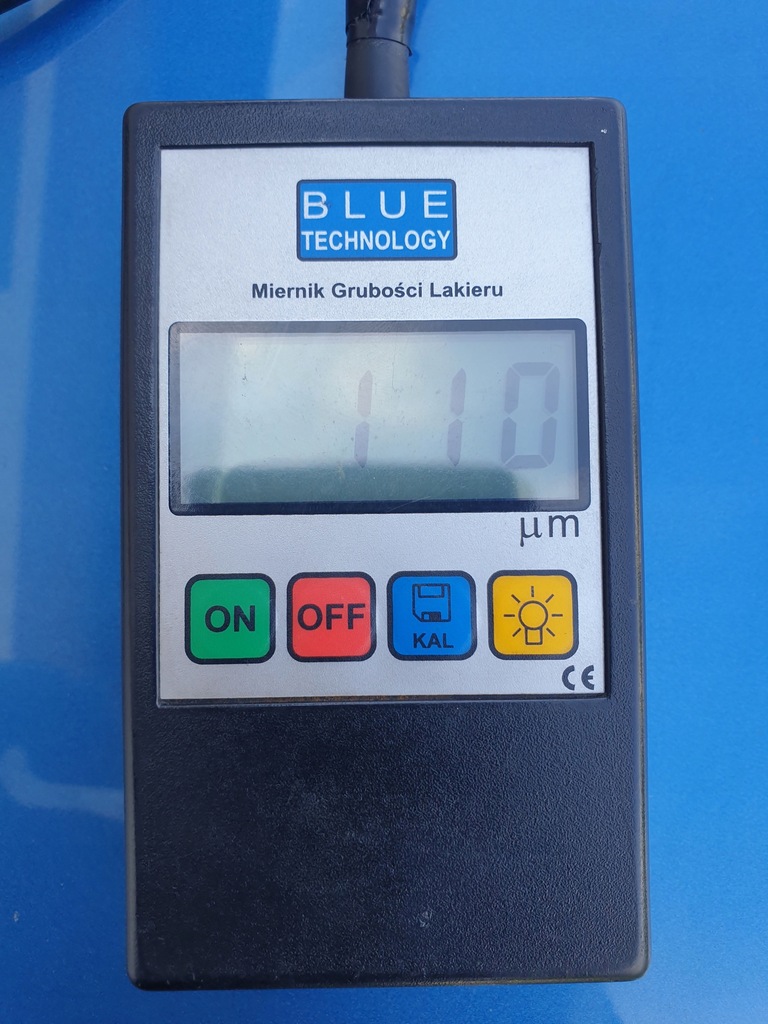 BLUE
TECHNOLOGY
Miernik Grubości Lakieru
110
μm
ON
OFF
KAL
CE